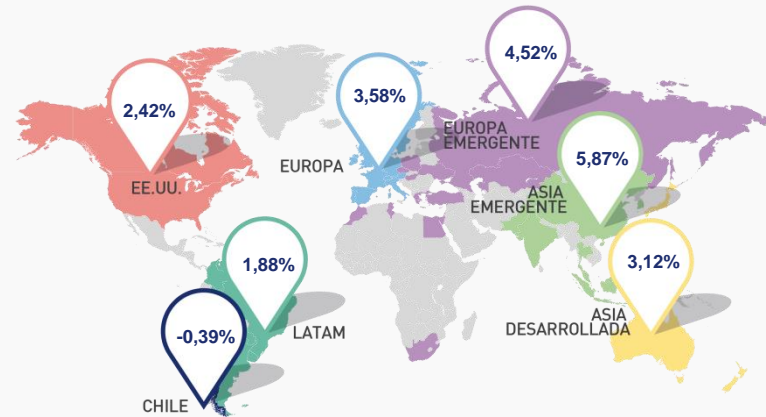 4,52%
2,42%
3,58%
EUROPA
EMERGENTE
EUROPA
5,87%
EE.UU.
ASIA
EMERGENTE
1,88%
3,12%
ASIA
DESARROLLADA
LATAM
-0,39%
CHILE